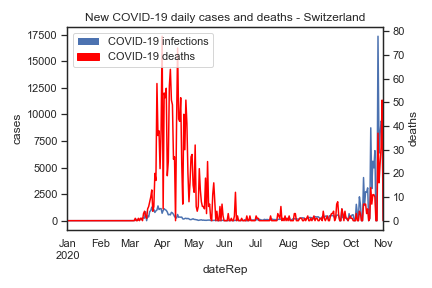 New COVID-19 daily cases and deaths - Switzerland
COVID-19 infections
COVID-19 deaths
17500
15000
12500
10000
7500
5000
2500
0
cases
80
70
60
50
40
30
20
10
0
deaths
Jan Feb Mar Apr May Jun Jul Aug Sep Oct Nov
2020
dateRep